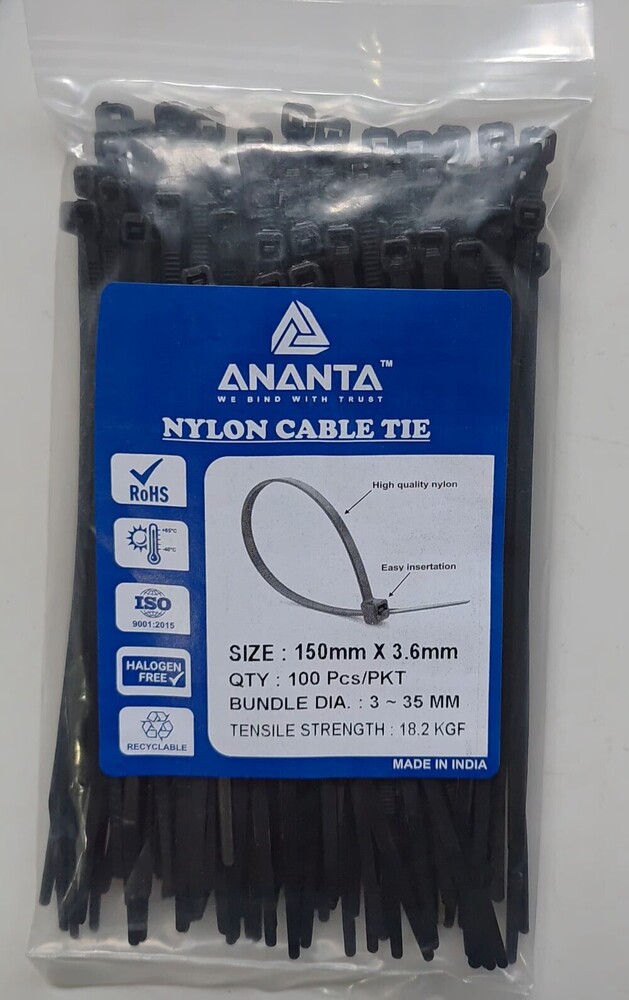 ANANTA™
WE BIND WITH TRUST
NYLON CABLE TIE
RoHS
+85°C
-40°C
ISO
9001:2015
HALOGEN
FREE
RECYCLABLE
High quality nylon
Easy insertation
SIZE : 150mm X 3.6mm
QTY : 100 Pcs/PKT
BUNDLE DIA. : 3 ~ 35 MM
TENSILE STRENGTH : 18.2 KGF
MADE IN INDIA